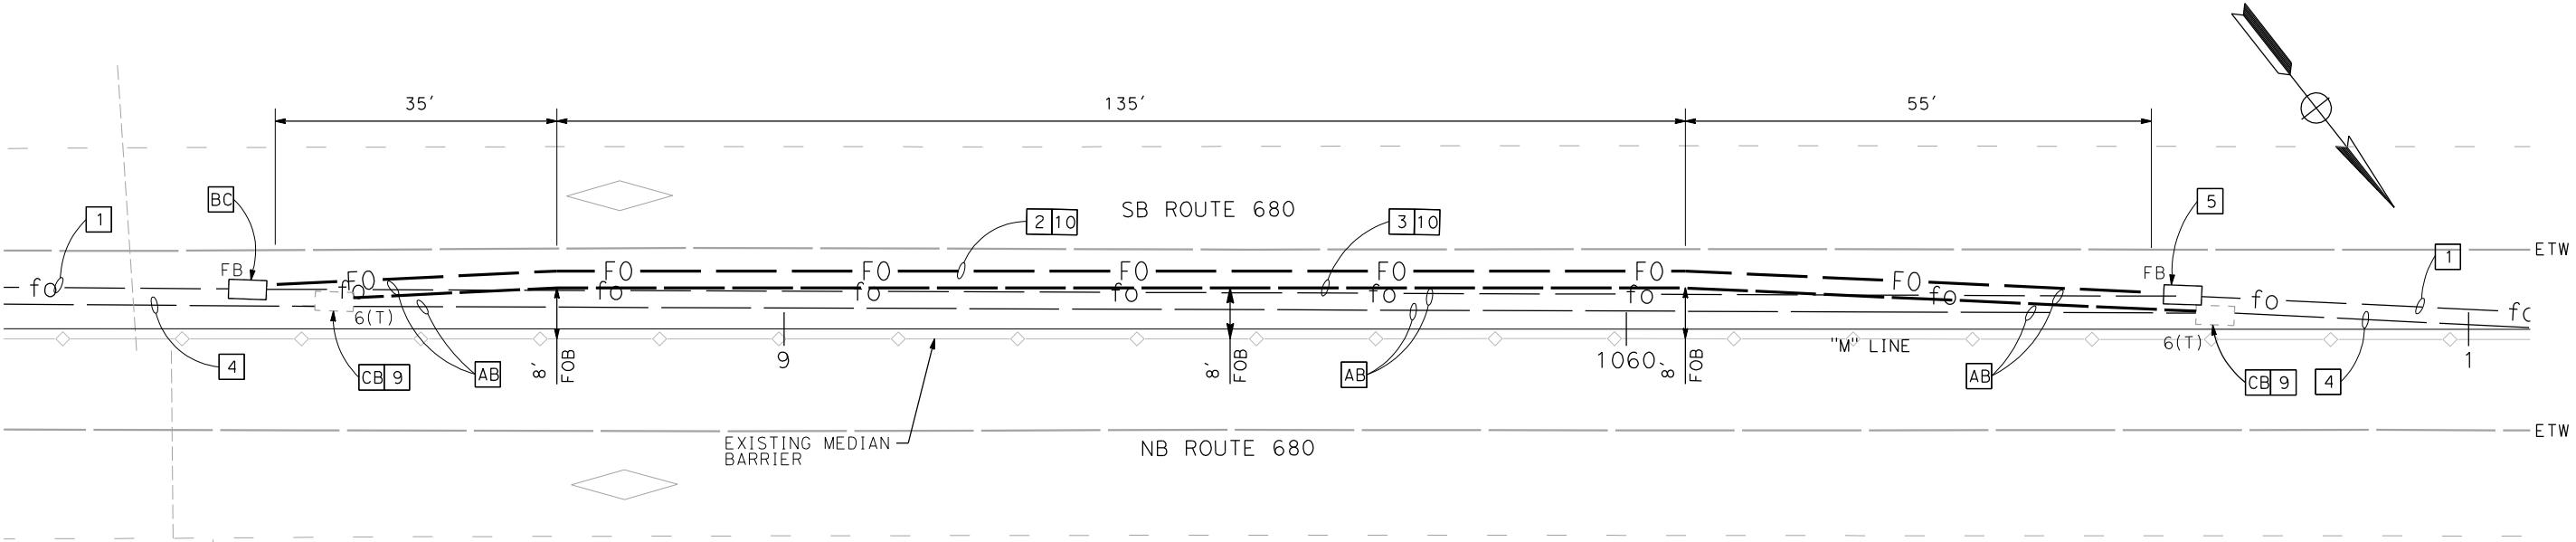 35' 135' 55'
BC
SB ROUTE 680
5
1
2 10
3 10
1
ETW
FB FO FO FO FO FO FO FO FB
fo fo fo fo fo fo fo fo fo fo
6(T)
"M" LINE
6(T)
4
CB 9
AB
8' FOB
9
8' FOB
AB
1060
8' FOB
AB
CB 9
4
1
EXISTING MEDIAN
BARRIER
NB ROUTE 680
ETW